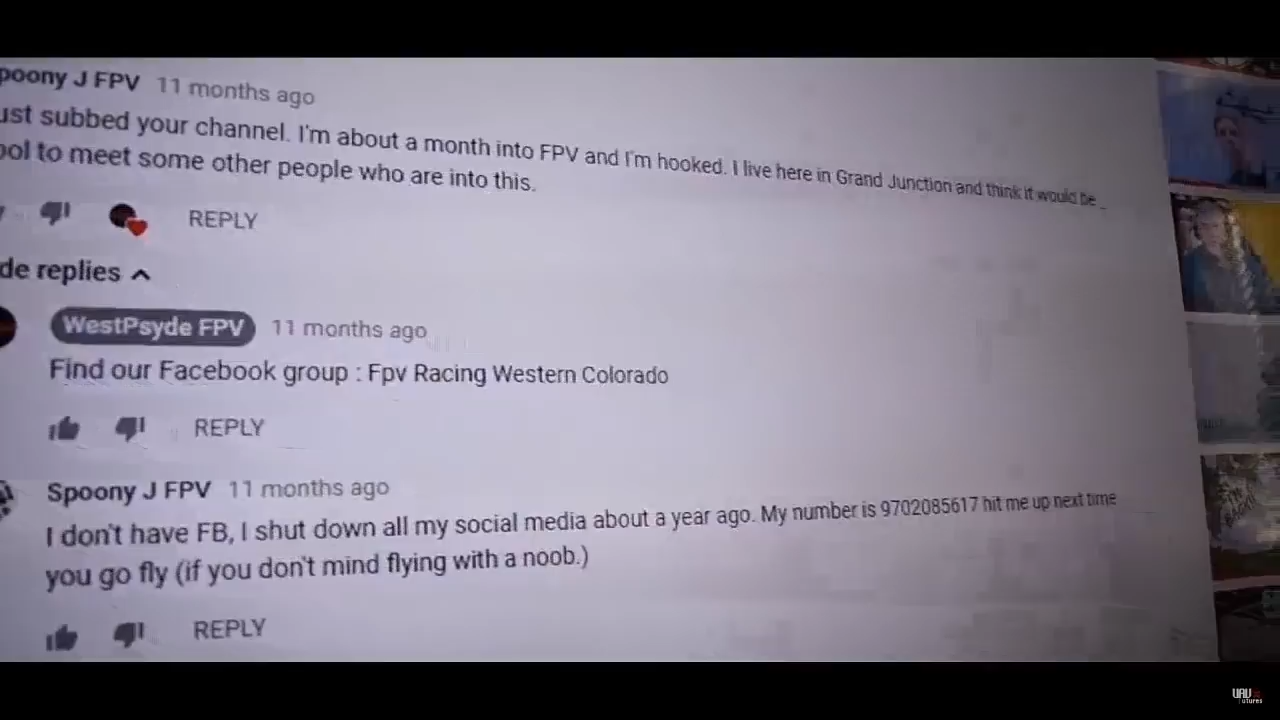 poony J FPV 11 months ago
ust subbed your channel. I'm about a month into FPV and I'm hooked. I live here in Grand Junction and think it would be
ool to meet some other people who are into this.
REPLY
de replies
WestPsyde FPV 11 months ago
Find our Facebook group : Fpv Racing Western Colorado
REPLY
Spoony J FPV 11 months ago
I don't have FB, I shut down all my social media about a year ago. My number is 9702085617 hit me up next time
you go fly (if you don't mind flying with a noob.)
REPLY
UAV
futures